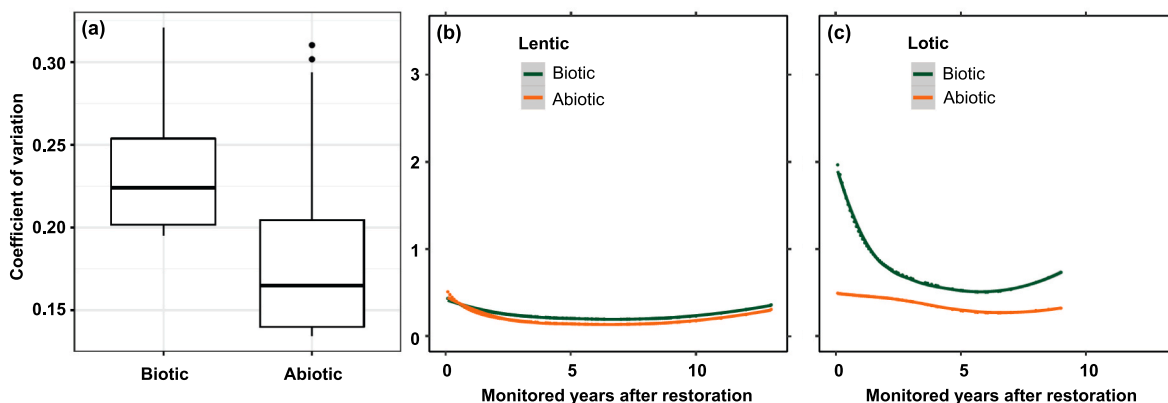 (a)
Coefficient of variation
0.30
0.25
0.20
0.15
Biotic
Abiotic
(b)
Lentic
Biotic
Abiotic
3
2
1
0
0
5
10
Monitored years after restoration
(c)
Lotic
Biotic
Abiotic
0
5
10
Monitored years after restoration